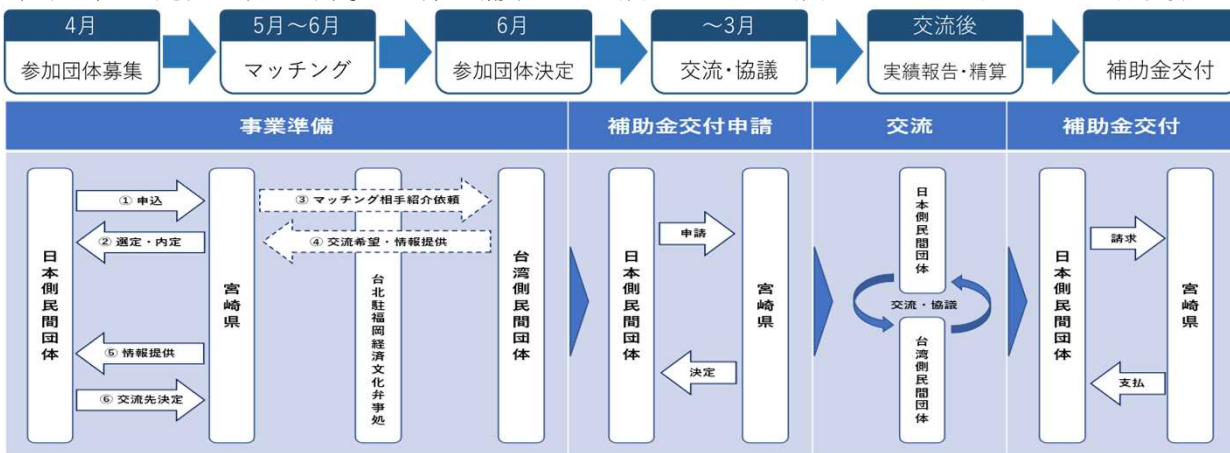 4月
参加団体募集
5月～6月
マッチング
6月
参加団体決定
～3月
交流・協議
交流後
実績報告・精算
補助金交付
事業準備
補助金交付申請
交流
補助金交付
日本側民間団体
① 申込
② 選定・内定
⑤ 情報提供
⑥ 交流先決定
宮崎県
③ マッチング相手紹介依頼
④ 交流希望・情報提供
台北駐福岡経済文化弁事処
台湾側民間団体
日本側民間団体
申請
決定
宮崎県
日本側民間団体
交流・協議
台湾側民間団体
日本側民間団体
請求
支払
宮崎県